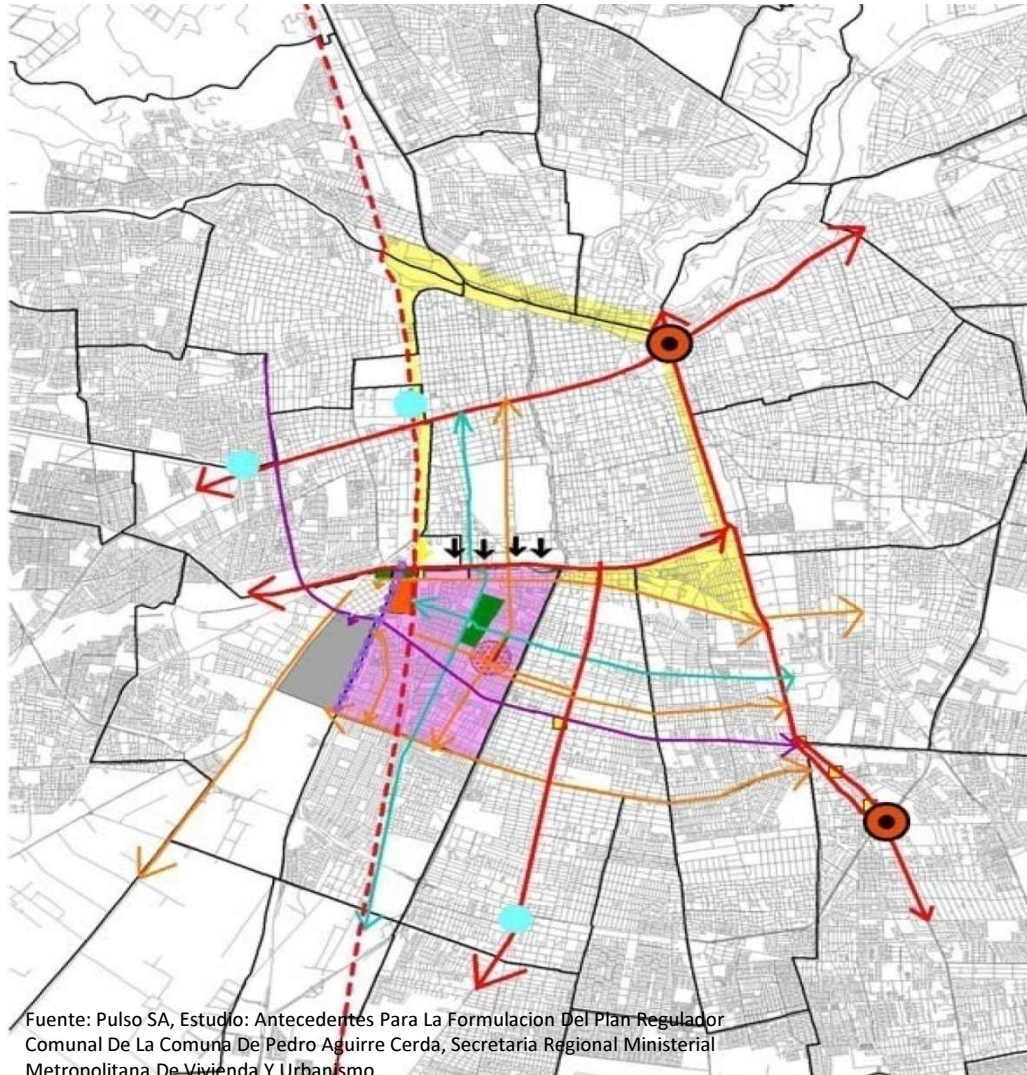 Fuente: Pulso SA, Estudio: Antecedentes Para La Formulacion Del Plan Regulador
Comunal De La Comuna De Pedro Aguirre Cerda, Secretaria Regional Ministerial
Metropolitana De Vivienda Y Urbanismo